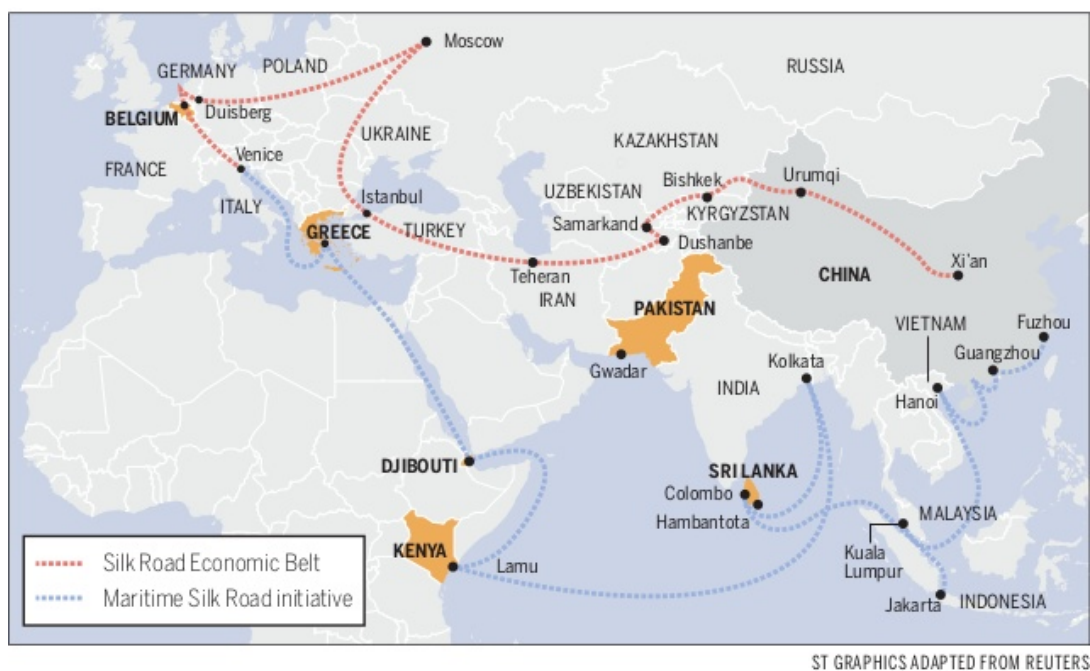 Moscow
GERMANY
POLAND
RUSSIA
BELGIUM
Duisberg
UKRAINE
KAZAKHSTAN
FRANCE
Venice
Bishkek
Urumqi
ITALY
Istanbul
UZBEKISTAN
KYRGYZSTAN
GREECE
TURKEY
Samarkand
Dushanbe
Teheran
IRAN
CHINA
Xi'an
PAKISTAN
VIETNAM
Fuzhou
Gwadar
Kolkata
Guangzhou
INDIA
Hanoi
DJIBOUTI
SRI LANKA
Colombo
Hambantota
MALAYSIA
KENYA
Lamu
Kuala
Lumpur
Jakarta
INDONESIA
Silk Road Economic Belt
Maritime Silk Road initiative
ST GRAPHICS ADAPTED FROM REUTERS